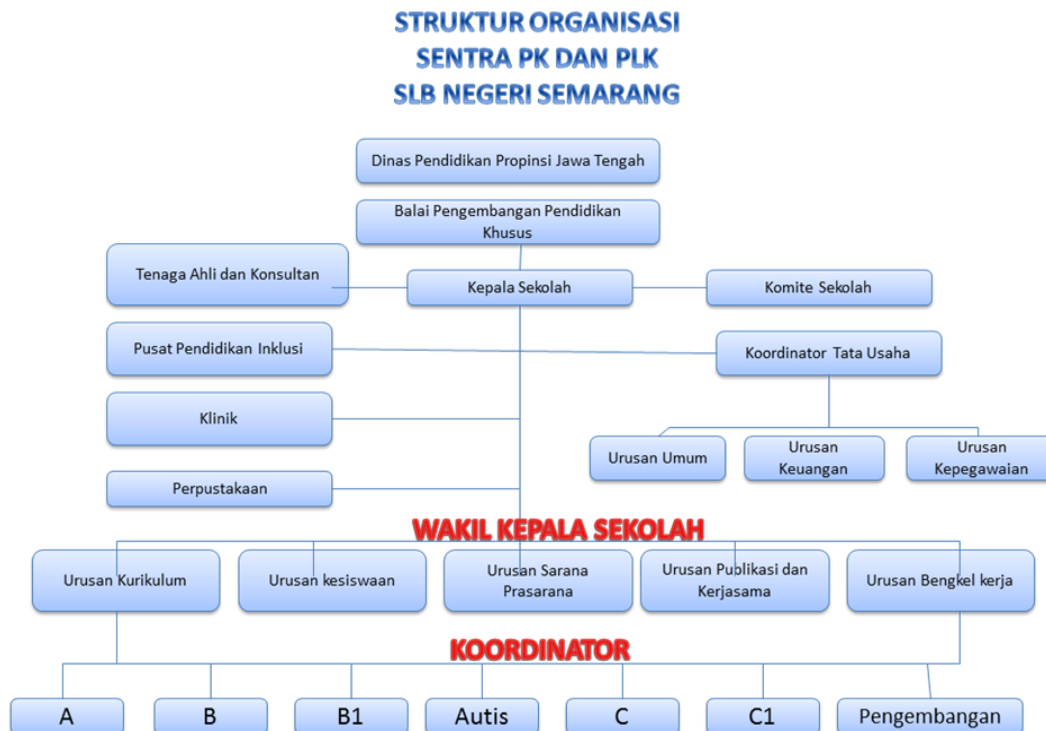 STRUKTUR ORGANISASI
SENTRA PK DAN PLK
SLB NEGERI SEMARANG
Dinas Pendidikan Propinsi Jawa Tengah
Balai Pengembangan Pendidikan
Khusus
Tenaga Ahli dan Konsultan
Kepala Sekolah
Komite Sekolah
Pusat Pendidikan Inklusi
Koordinator Tata Usaha
Klinik
Urusan Umum
Urusan
Keuangan
Urusan
Kepegawaian
Perpustakaan
WAKIL KEPALA SEKOLAH
Urusan Kurikulum
Urusan kesiswaan
Urusan Sarana
Prasarana
Urusan Publikasi dan
Kerjasama
Urusan Bengkel kerja
KOORDINATOR
A
B
B1
Autis
C
C1
Pengembangan